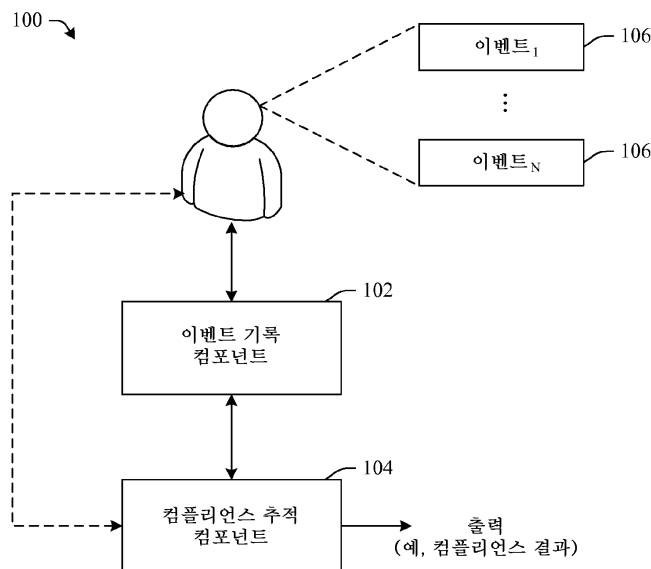 100
이벤트1
106
⋮
이벤트N
106
102
이벤트 기록
컴포넌트
104
컴플리언스 추적
컴포넌트
출력
(예, 컴플리언스 결과)